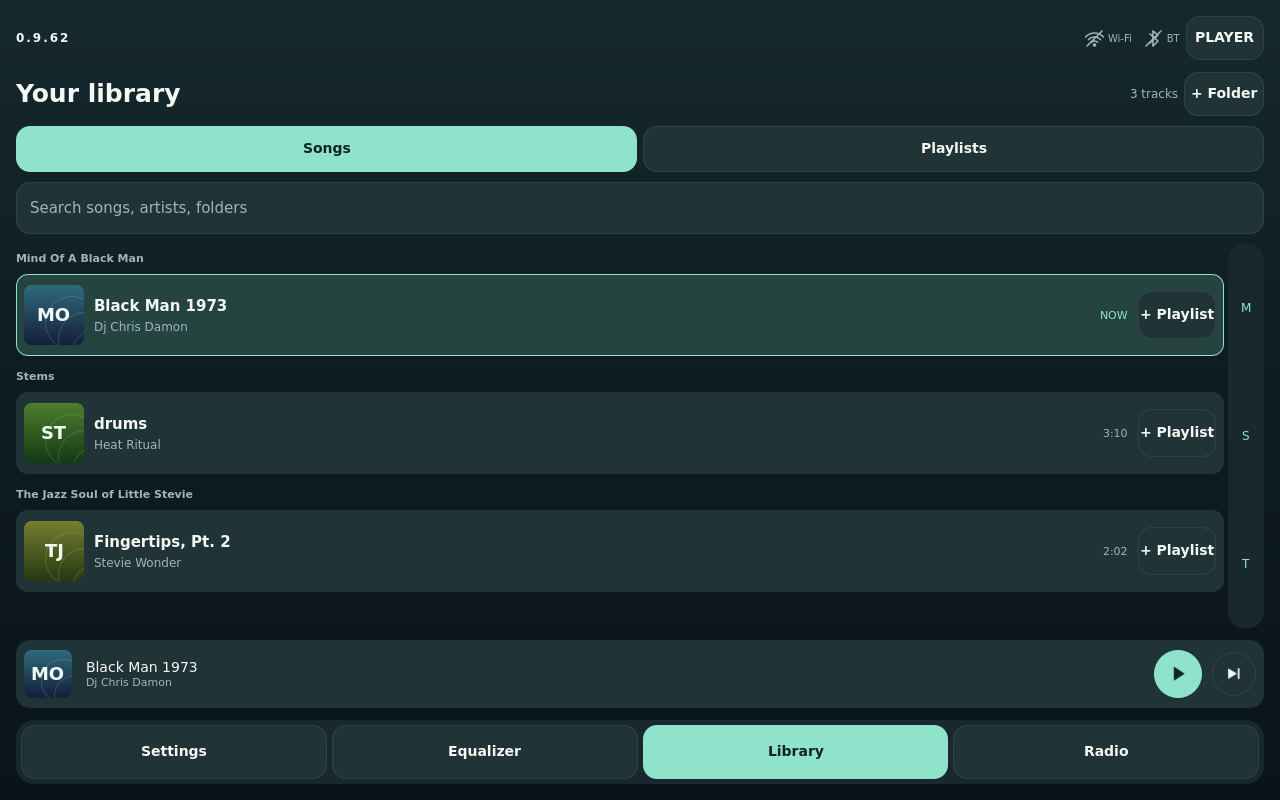 0.9.62
Wi-Fi
BT
PLAYER
Your library
3 tracks
+ Folder
Songs
Playlists
Search songs, artists, folders
Mind Of A Black Man
MO
Black Man 1973
Dj Chris Damon
NOW
+ Playlist
M
Stems
ST
drums
Heat Ritual
3:10
+ Playlist
S
The Jazz Soul of Little Stevie
TJ
Fingertips, Pt. 2
Stevie Wonder
2:02
+ Playlist
T
MO
Black Man 1973
Dj Chris Damon
Settings
Equalizer
Library
Radio